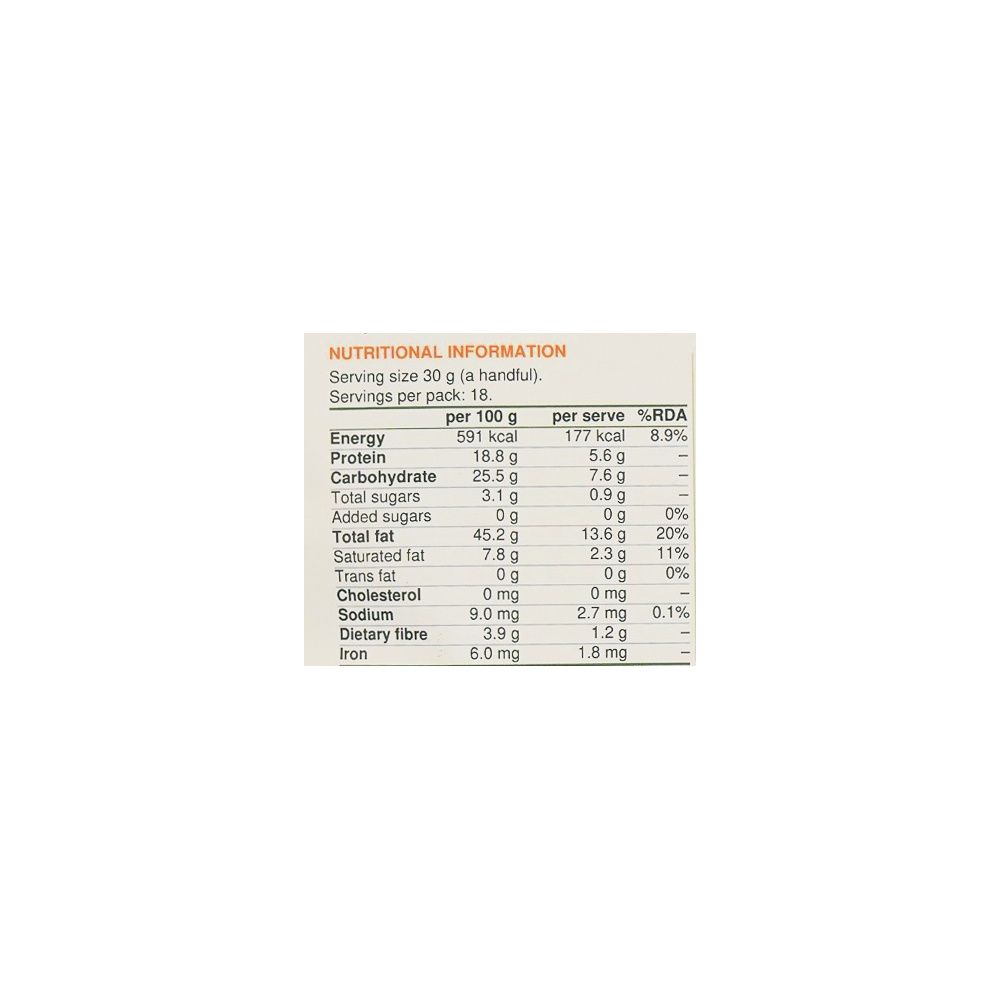 NUTRITIONAL INFORMATION
Serving size 30 g (a handful).
Servings per pack: 18.
per 100 g per serve %RDA
Energy 591 kcal 177 kcal 8.9%
Protein 18.8 g 5.6 g –
Carbohydrate 25.5 g 7.6 g –
Total sugars 3.1 g 0.9 g –
Added sugars 0 g 0 g 0%
Total fat 45.2 g 13.6 g 20%
Saturated fat 7.8 g 2.3 g 11%
Trans fat 0 g 0 g 0%
Cholesterol 0 mg 0 mg –
Sodium 9.0 mg 2.7 mg 0.1%
Dietary fibre 3.9 g 1.2 g –
Iron 6.0 mg 1.8 mg –